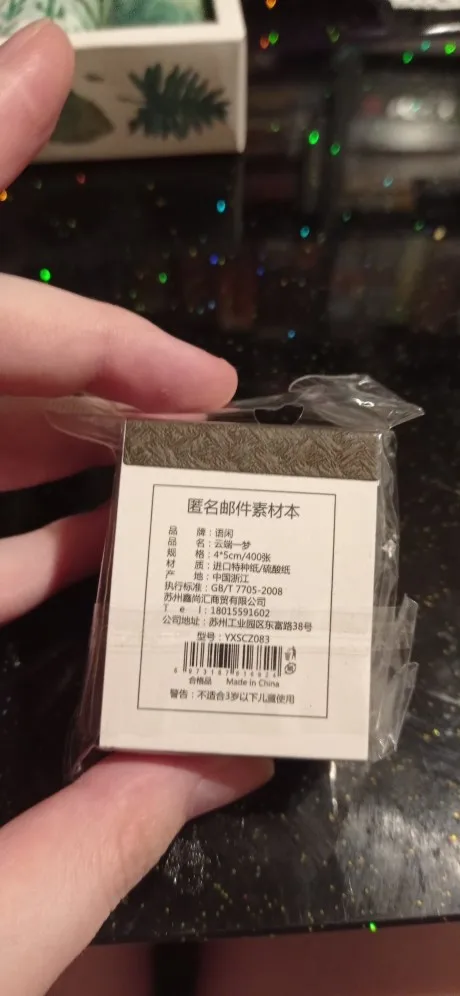 匿名邮件素材本
品 牌：语闲
品 名：云端一梦
规 格：4*5cm/400张
材 质：进口特种纸/硫酸纸
产 地：中国浙江
执行标准：GB/T 7705-2008
苏州鑫尚汇商贸有限公司
T e l：18015591602
公司地址：苏州工业园区东富路38号
型号：YXSCZ083
合格品 Made in China
警告：不适合3岁以下儿童使用